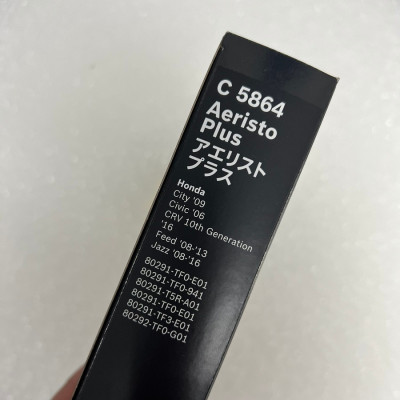 C 5864
Aeristo
Plus
アエリスト
プラス
Honda
City '09
Civic '06
CRV 10th Generation
'16
Feed '08-'13
Jazz '08-'16
80291-TF0-E01
80291-TF0-941
80291-T5R-A01
80291-TF0-E01
80291-TF3-E01
80292-TF0-G01